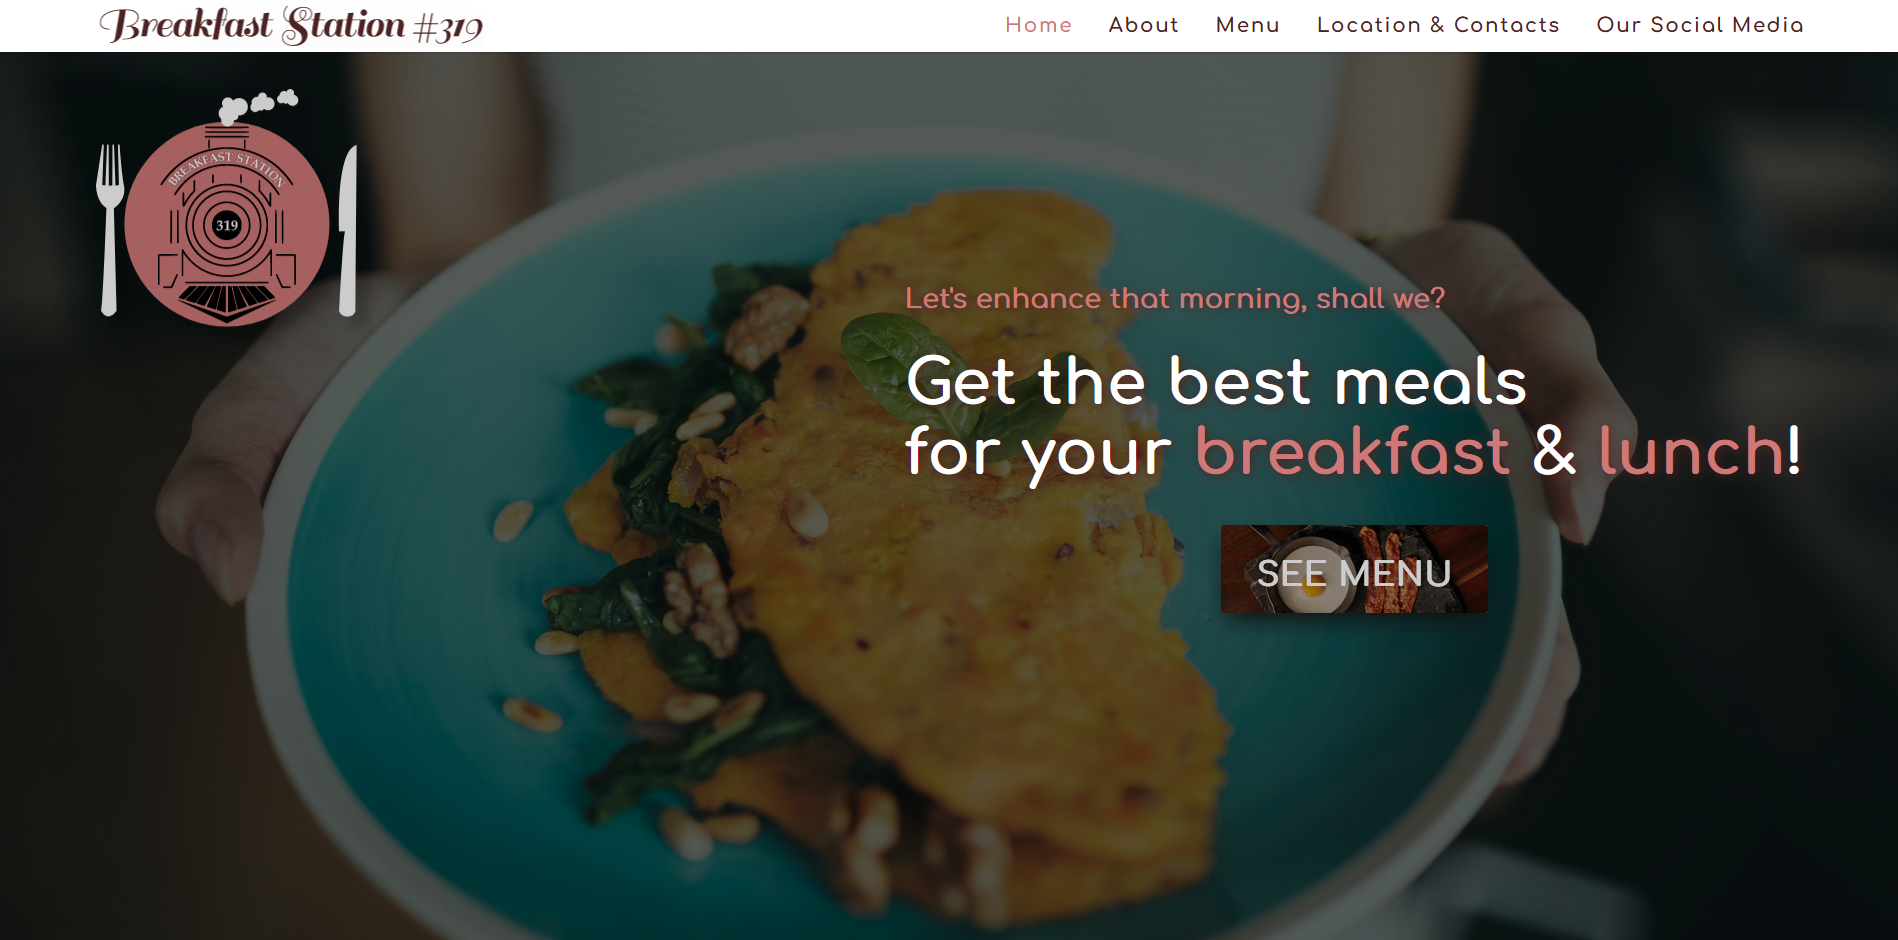 Breakfast Station #319
Home About Menu Location & Contacts Our Social Media
BREAKFAST STATION
319
Let's enhance that morning, shall we?
Get the best meals
for your breakfast & lunch!
SEE MENU